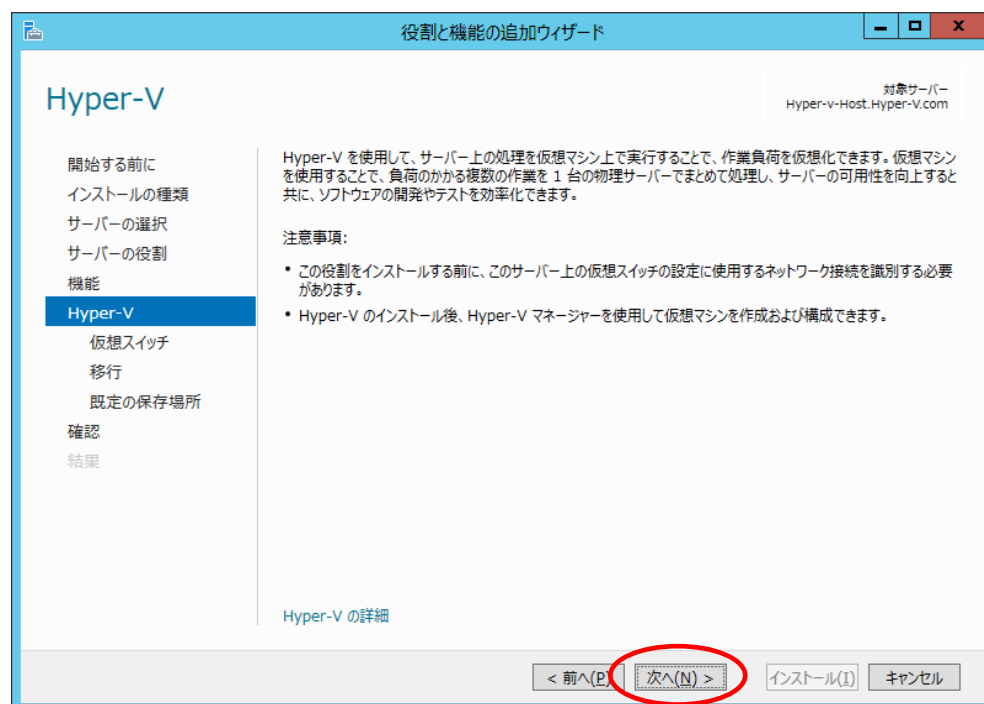 役割と機能の追加ウィザード
Hyper-V
対象サーバー
Hyper-v-Host.Hyper-V.com
開始する前に
インストールの種類
サーバーの選択
サーバーの役割
機能
Hyper-V
仮想スイッチ
移行
既定の保存場所
確認
結果
Hyper-V を使用して、サーバー上の処理を仮想マシン上で実行することで、作業負荷を仮想化できます。仮想マシン
を使用することで、負荷のかかる複数の作業を 1 台の物理サーバーでまとめて処理し、サーバーの可用性を向上すると
共に、ソフトウェアの開発やテストを効率化できます。
注意事項:
• この役割をインストールする前に、このサーバー上の仮想スイッチの設定に使用するネットワーク接続を識別する必要
があります。
• Hyper-V のインストール後、Hyper-V マネージャーを使用して仮想マシンを作成および構成できます。
Hyper-V の詳細
< 前へ(P)
次へ(N) >
インストール(I)
キャンセル